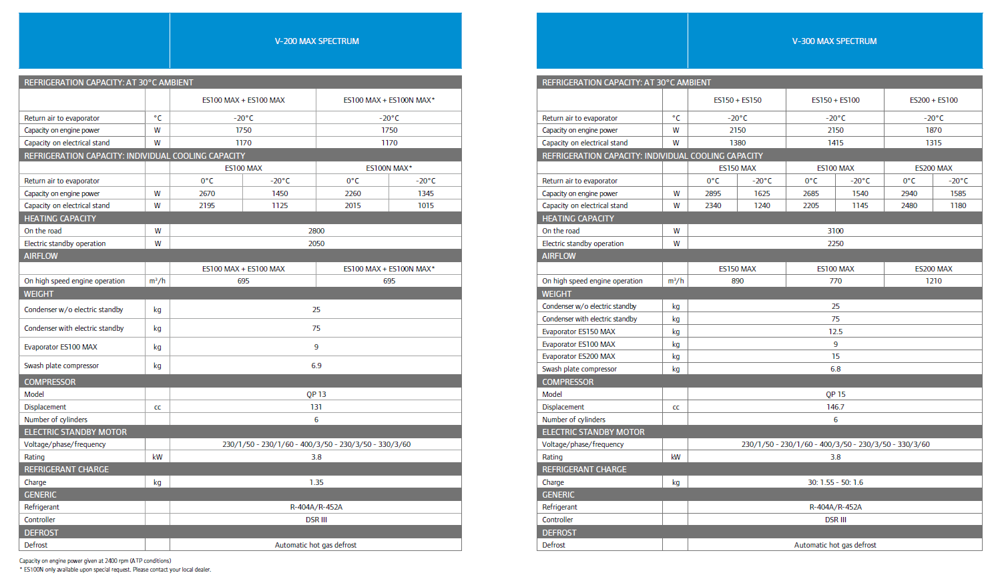 V-200 MAX SPECTRUM
REFRIGERATION CAPACITY: AT 30°C AMBIENT
ES100 MAX + ES100 MAX ES100 MAX + ES100N MAX*
Return air to evaporator °C -20°C -20°C
Capacity on engine power W 1750 1750
Capacity on electrical stand W 1170 1170
REFRIGERATION CAPACITY: INDIVIDUAL COOLING CAPACITY
ES100 MAX ES100N MAX*
Return air to evaporator 0°C -20°C 0°C -20°C
Capacity on engine power W 2670 1450 2260 1345
Capacity on electrical stand W 2195 1125 2015 1015
HEATING CAPACITY
On the road W 2800
Electric standby operation W 2050
AIRFLOW
ES100 MAX + ES100 MAX ES100 MAX + ES100N MAX*
On high speed engine operation m³/h 695 695
WEIGHT
Condenser w/o electric standby kg 25
Condenser with electric standby kg 75
Evaporator ES100 MAX kg 9
Swash plate compressor kg 6.9
COMPRESSOR
Model QP 13
Displacement cc 131
Number of cylinders 6
ELECTRIC STANDBY MOTOR
Voltage/phase/frequency 230/1/50 - 230/1/60 - 400/3/50 - 230/3/50 - 330/3/60
Rating kW 3.8
REFRIGERANT CHARGE
Charge kg 1.35
GENERIC
Refrigerant R-404A/R-452A
Controller DSR III
DEFROST
Defrost Automatic hot gas defrost
Capacity on engine power given at 2400 rpm (ATP conditions)
* ES100N only available upon special request. Please contact your local dealer.
V-300 MAX SPECTRUM
REFRIGERATION CAPACITY: AT 30°C AMBIENT
ES150 + ES150 ES150 + ES100 ES200 + ES100
Return air to evaporator °C -20°C -20°C -20°C
Capacity on engine power W 2150 2150 1870
Capacity on electrical stand W 1380 1415 1315
REFRIGERATION CAPACITY: INDIVIDUAL COOLING CAPACITY
ES150 MAX ES100 MAX ES200 MAX
Return air to evaporator 0°C -20°C 0°C -20°C 0°C -20°C
Capacity on engine power W 2895 1625 2685 1540 2940 1585
Capacity on electrical stand W 2340 1240 2205 1145 2480 1180
HEATING CAPACITY
On the road W 3100
Electric standby operation W 2250
AIRFLOW
ES150 MAX ES100 MAX ES200 MAX
On high speed engine operation m³/h 890 770 1210
WEIGHT
Condenser w/o electric standby kg 25
Condenser with electric standby kg 75
Evaporator ES150 MAX kg 12.5
Evaporator ES100 MAX kg 9
Evaporator ES200 MAX kg 15
Swash plate compressor kg 6.8
COMPRESSOR
Model QP 15
Displacement cc 146.7
Number of cylinders 6
ELECTRIC STANDBY MOTOR
Voltage/phase/frequency 230/1/50 - 230/1/60 - 400/3/50 - 230/3/50 - 330/3/60
Rating kW 3.8
REFRIGERANT CHARGE
Charge kg 30: 1.55 - 50: 1.6
GENERIC
Refrigerant R-404A/R-452A
Controller DSR III
DEFROST
Defrost Automatic hot gas defrost